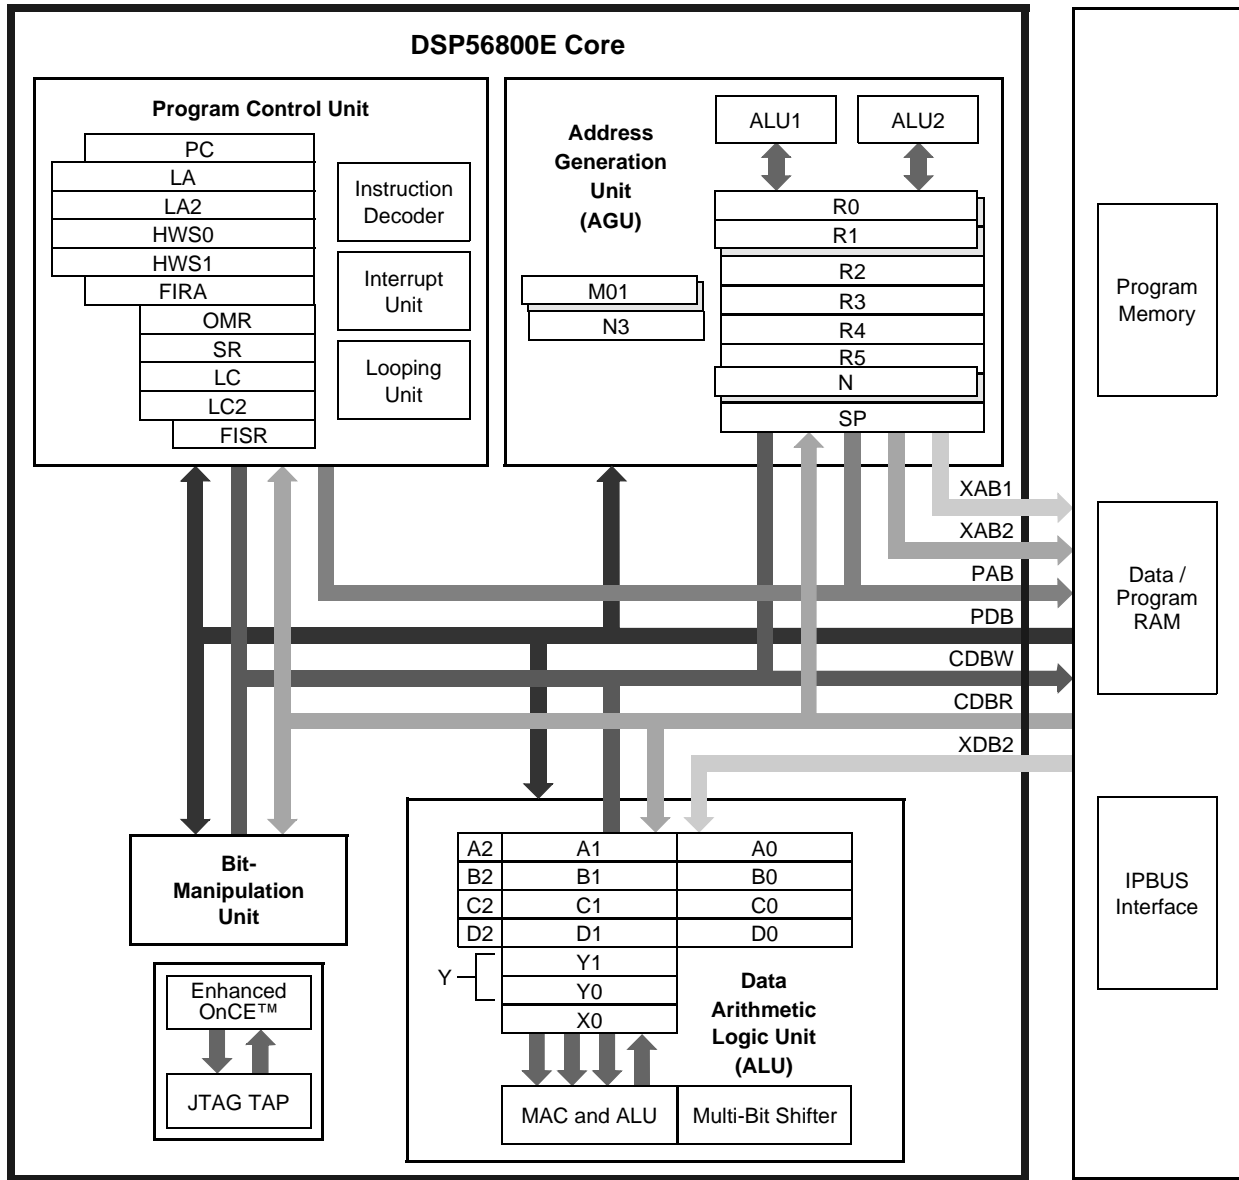 DSP56800E Core
Program Control Unit
PC
LA
LA2
HWS0
HWS1
FIRA
OMR
SR
LC
LC2
FISR
Instruction
Decoder
Interrupt
Unit
Looping
Unit
Address
Generation
Unit
(AGU)
ALU1
ALU2
R0
R1
R2
R3
R4
R5
N
SP
M01
N3
XAB1
XAB2
PAB
PDB
CDBW
CDBR
XDB2
Program
Memory
Data /
Program
RAM
IPBUS
Interface
Bit-
Manipulation
Unit
Enhanced
OnCE™
JTAG TAP
A2
A1
A0
B2
B1
B0
C2
C1
C0
D2
D1
D0
Y
Y1
Y0
X0
Data
Arithmetic
Logic Unit
(ALU)
MAC and ALU
Multi-Bit Shifter